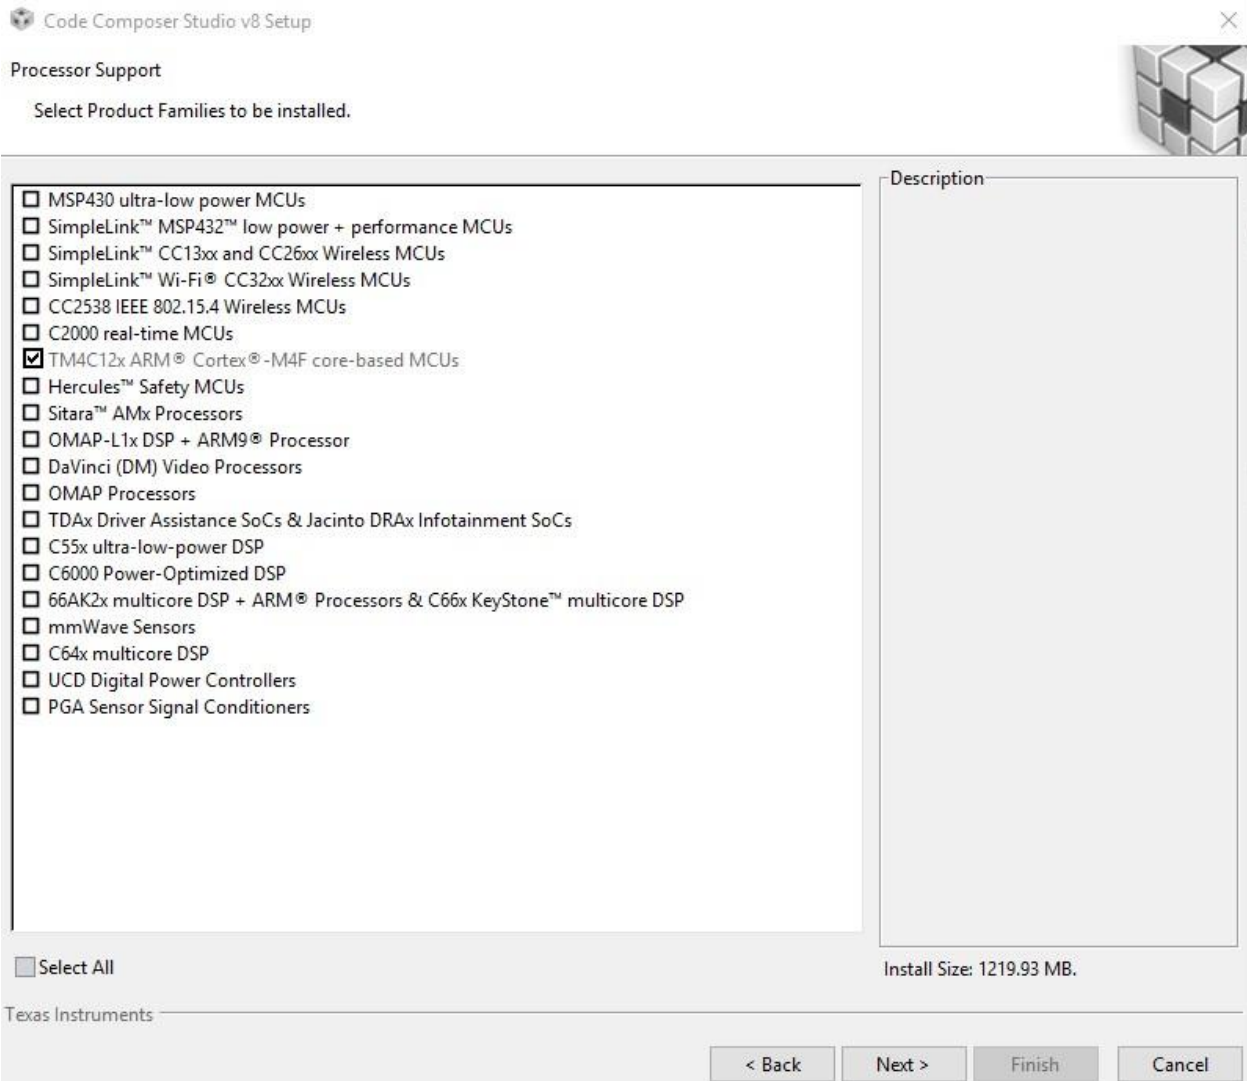 Code Composer Studio v8 Setup
Processor Support
Select Product Families to be installed.
MSP430 ultra-low power MCUs
SimpleLink™ MSP432™ low power + performance MCUs
SimpleLink™ CC13xx and CC26xx Wireless MCUs
SimpleLink™ Wi-Fi® CC32xx Wireless MCUs
CC2538 IEEE 802.15.4 Wireless MCUs
C2000 real-time MCUs
TM4C12x ARM® Cortex®-M4F core-based MCUs
Hercules™ Safety MCUs
Sitara™ AMx Processors
OMAP-L1x DSP + ARM9® Processor
DaVinci (DM) Video Processors
OMAP Processors
TDAx Driver Assistance SoCs & Jacinto DRAx Infotainment SoCs
C55x ultra-low-power DSP
C6000 Power-Optimized DSP
66AK2x multicore DSP + ARM® Processors & C66x KeyStone™ multicore DSP
mmWave Sensors
C64x multicore DSP
UCD Digital Power Controllers
PGA Sensor Signal Conditioners
Description
Select All
Install Size: 1219.93 MB.
Texas Instruments
< Back
Next >
Finish
Cancel